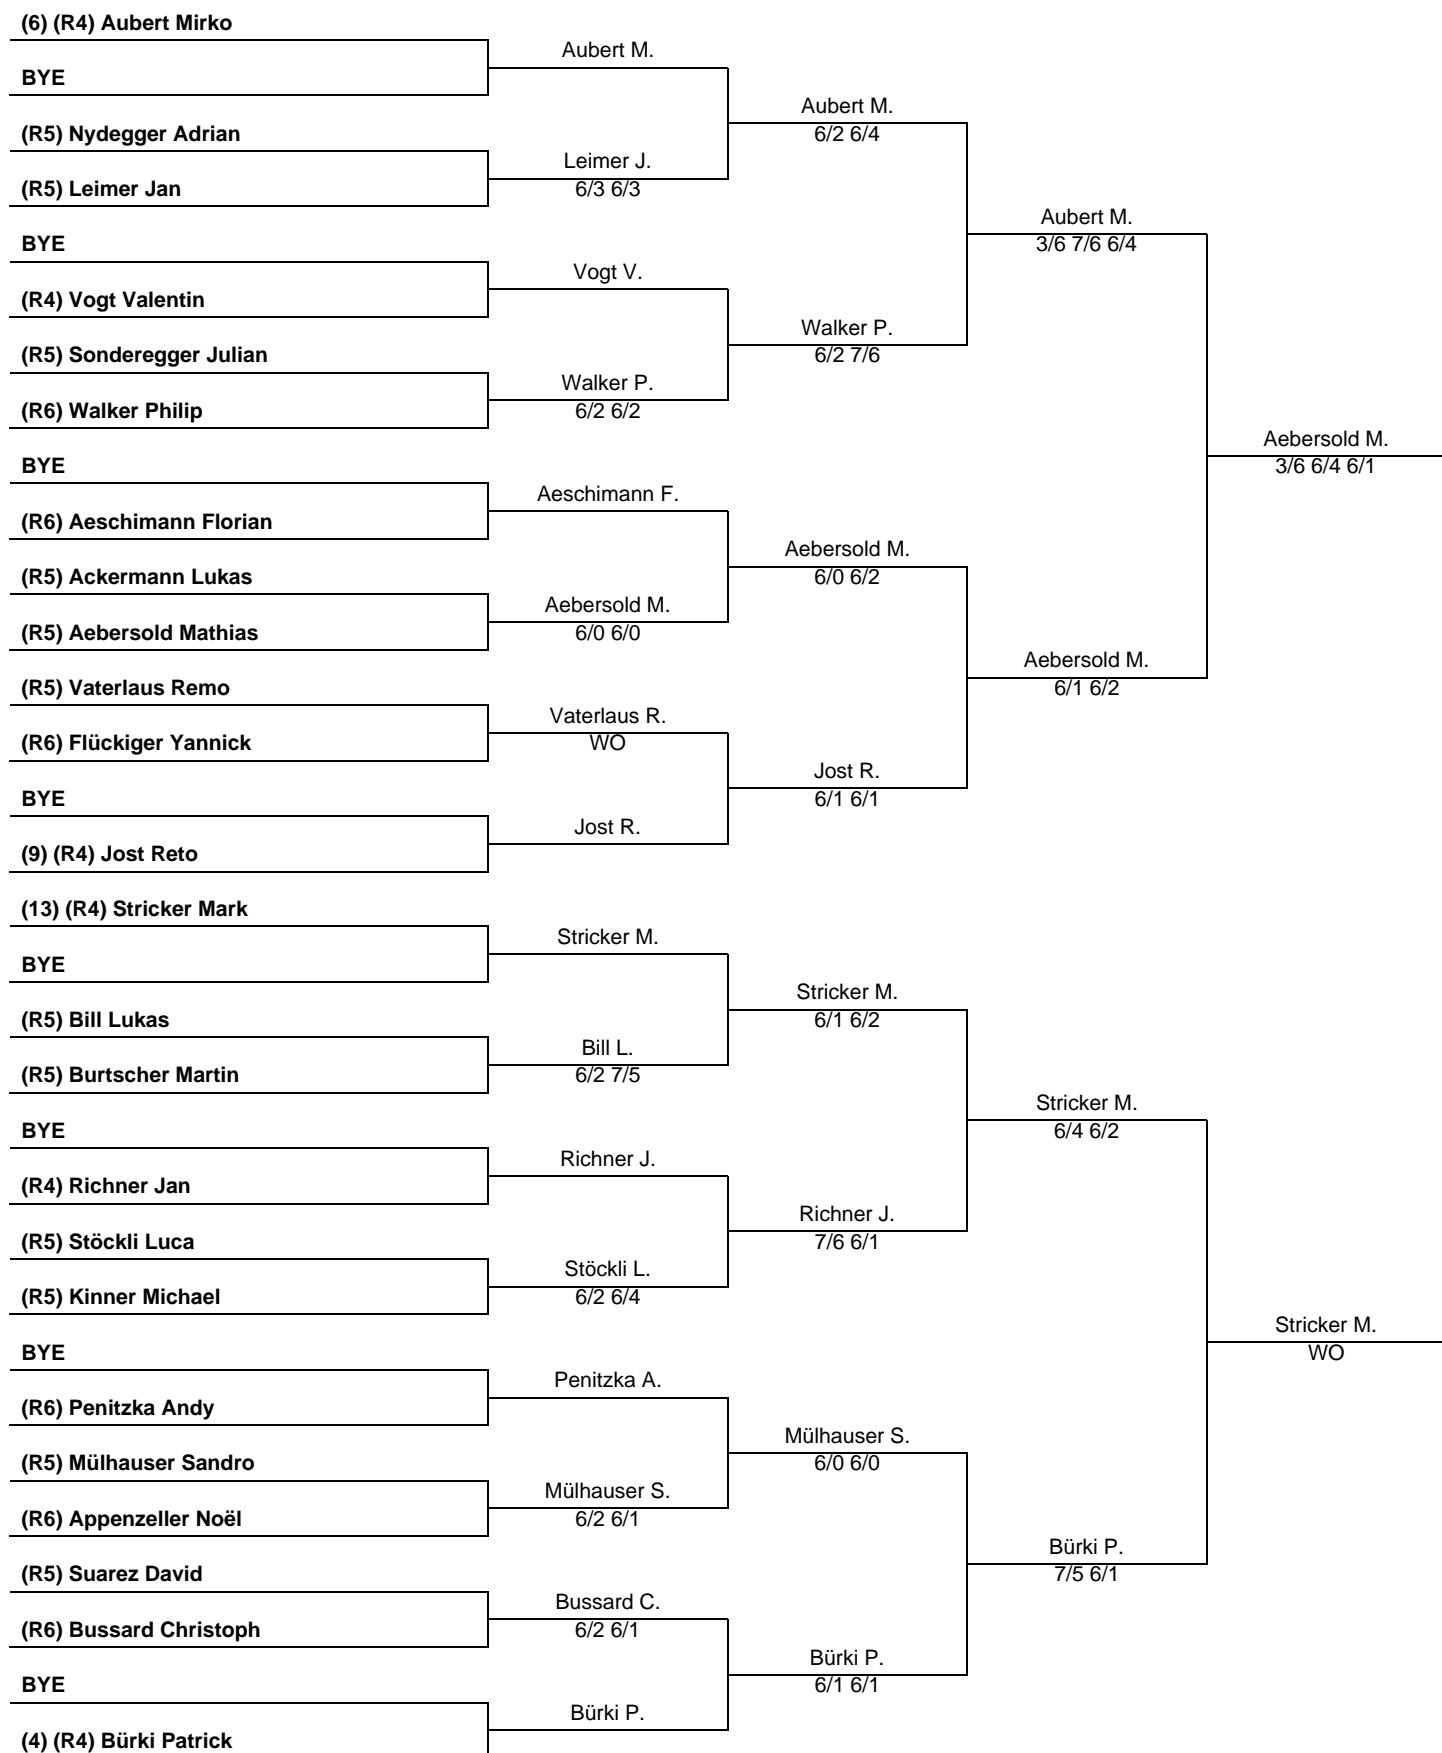 (6) (R4) Aubert Mirko
BYE
(R5) Nydegger Adrian
(R5) Leimer Jan
BYE
(R4) Vogt Valentin
(R5) Sonderegger Julian
(R6) Walker Philip
BYE
(R6) Aeschimann Florian
(R5) Ackermann Lukas
(R5) Aebersold Mathias
(R5) Vaterlaus Remo
(R6) Flückiger Yannick
BYE
(9) (R4) Jost Reto
(13) (R4) Stricker Mark
BYE
(R5) Bill Lukas
(R5) Burtscher Martin
BYE
(R4) Richner Jan
(R5) Stöckli Luca
(R5) Kinner Michael
BYE
(R6) Penitzka Andy
(R5) Mülhauser Sandro
(R6) Appenzeller Noël
(R5) Suarez David
(R6) Bussard Christoph
BYE
(4) (R4) Bürki Patrick
Aubert M.
Leimer J.
6/3 6/3
Vogt V.
Walker P.
6/2 6/2
Aeschimann F.
Aebersold M.
6/0 6/0
Vaterlaus R.
WO
Jost R.
Stricker M.
Bill L.
6/2 7/5
Richner J.
Stöckli L.
6/2 6/4
Penitzka A.
Mülhauser S.
6/2 6/1
Bussard C.
6/2 6/1
Bürki P.
Aubert M.
6/2 6/4
Walker P.
6/2 7/6
Aebersold M.
6/0 6/2
Jost R.
6/1 6/1
Stricker M.
6/1 6/2
Richner J.
7/6 6/1
Mülhauser S.
6/0 6/0
Bürki P.
6/1 6/1
Aubert M.
3/6 7/6 6/4
Aebersold M.
6/1 6/2
Stricker M.
6/4 6/2
Bürki P.
7/5 6/1
Aebersold M.
3/6 6/4 6/1
Stricker M.
WO